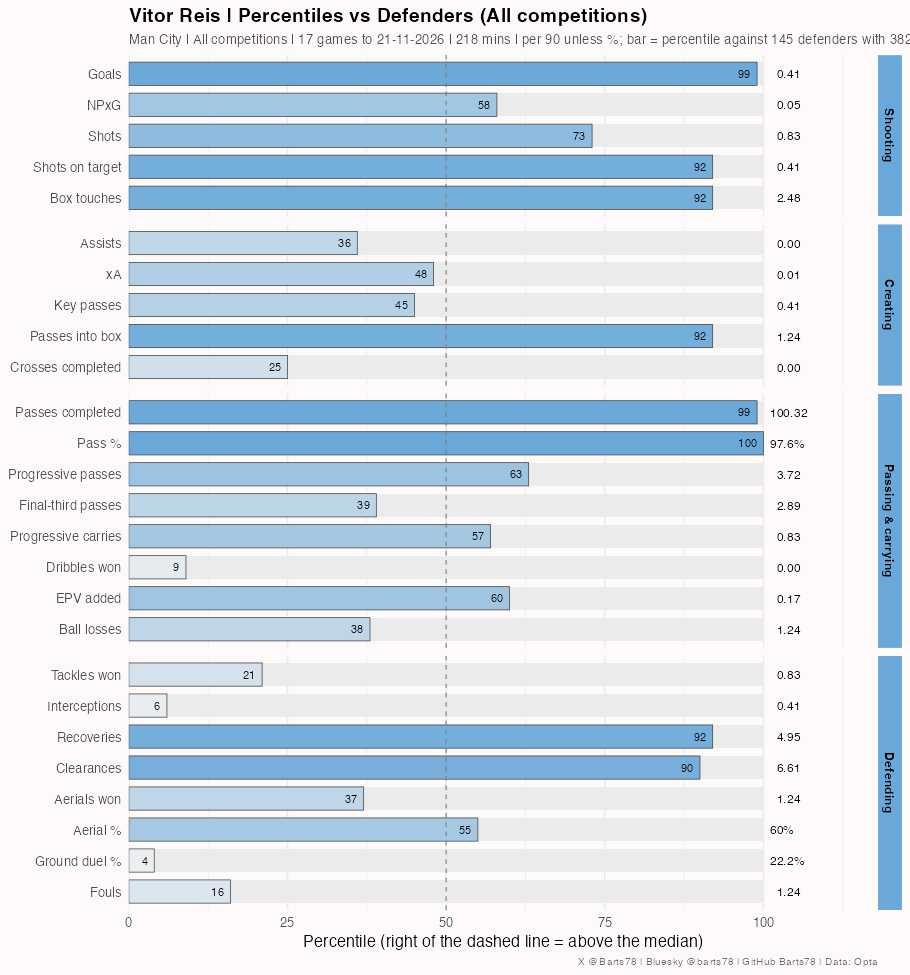 Vitor Reis | Percentiles vs Defenders (All competitions)
Man City | All competitions | 17 games to 21-11-2026 | 218 mins | per 90 unless %; bar = percentile against 145 defenders with 382
Goals 99 0.41
NPxG 58 0.05
Shots 73 0.83
Shots on target 92 0.41
Box touches 92 2.48
Shooting
Assists 36 0.00
xA 48 0.01
Key passes 45 0.41
Passes into box 92 1.24
Crosses completed 25 0.00
Creating
Passes completed 99 100.32
Pass % 100 97.6%
Progressive passes 63 3.72
Final-third passes 39 2.89
Progressive carries 57 0.83
Dribbles won 9 0.00
EPV added 60 0.17
Ball losses 38 1.24
Passing & carrying
Tackles won 21 0.83
Interceptions 6 0.41
Recoveries 92 4.95
Clearances 90 6.61
Aerials won 37 1.24
Aerial % 55 60%
Ground duel % 4 22.2%
Fouls 16 1.24
Defending
0 25 50 75 100
Percentile (right of the dashed line = above the median)
X @Barts78 | Bluesky @barts78 | GitHub Barts78 | Data: Opta